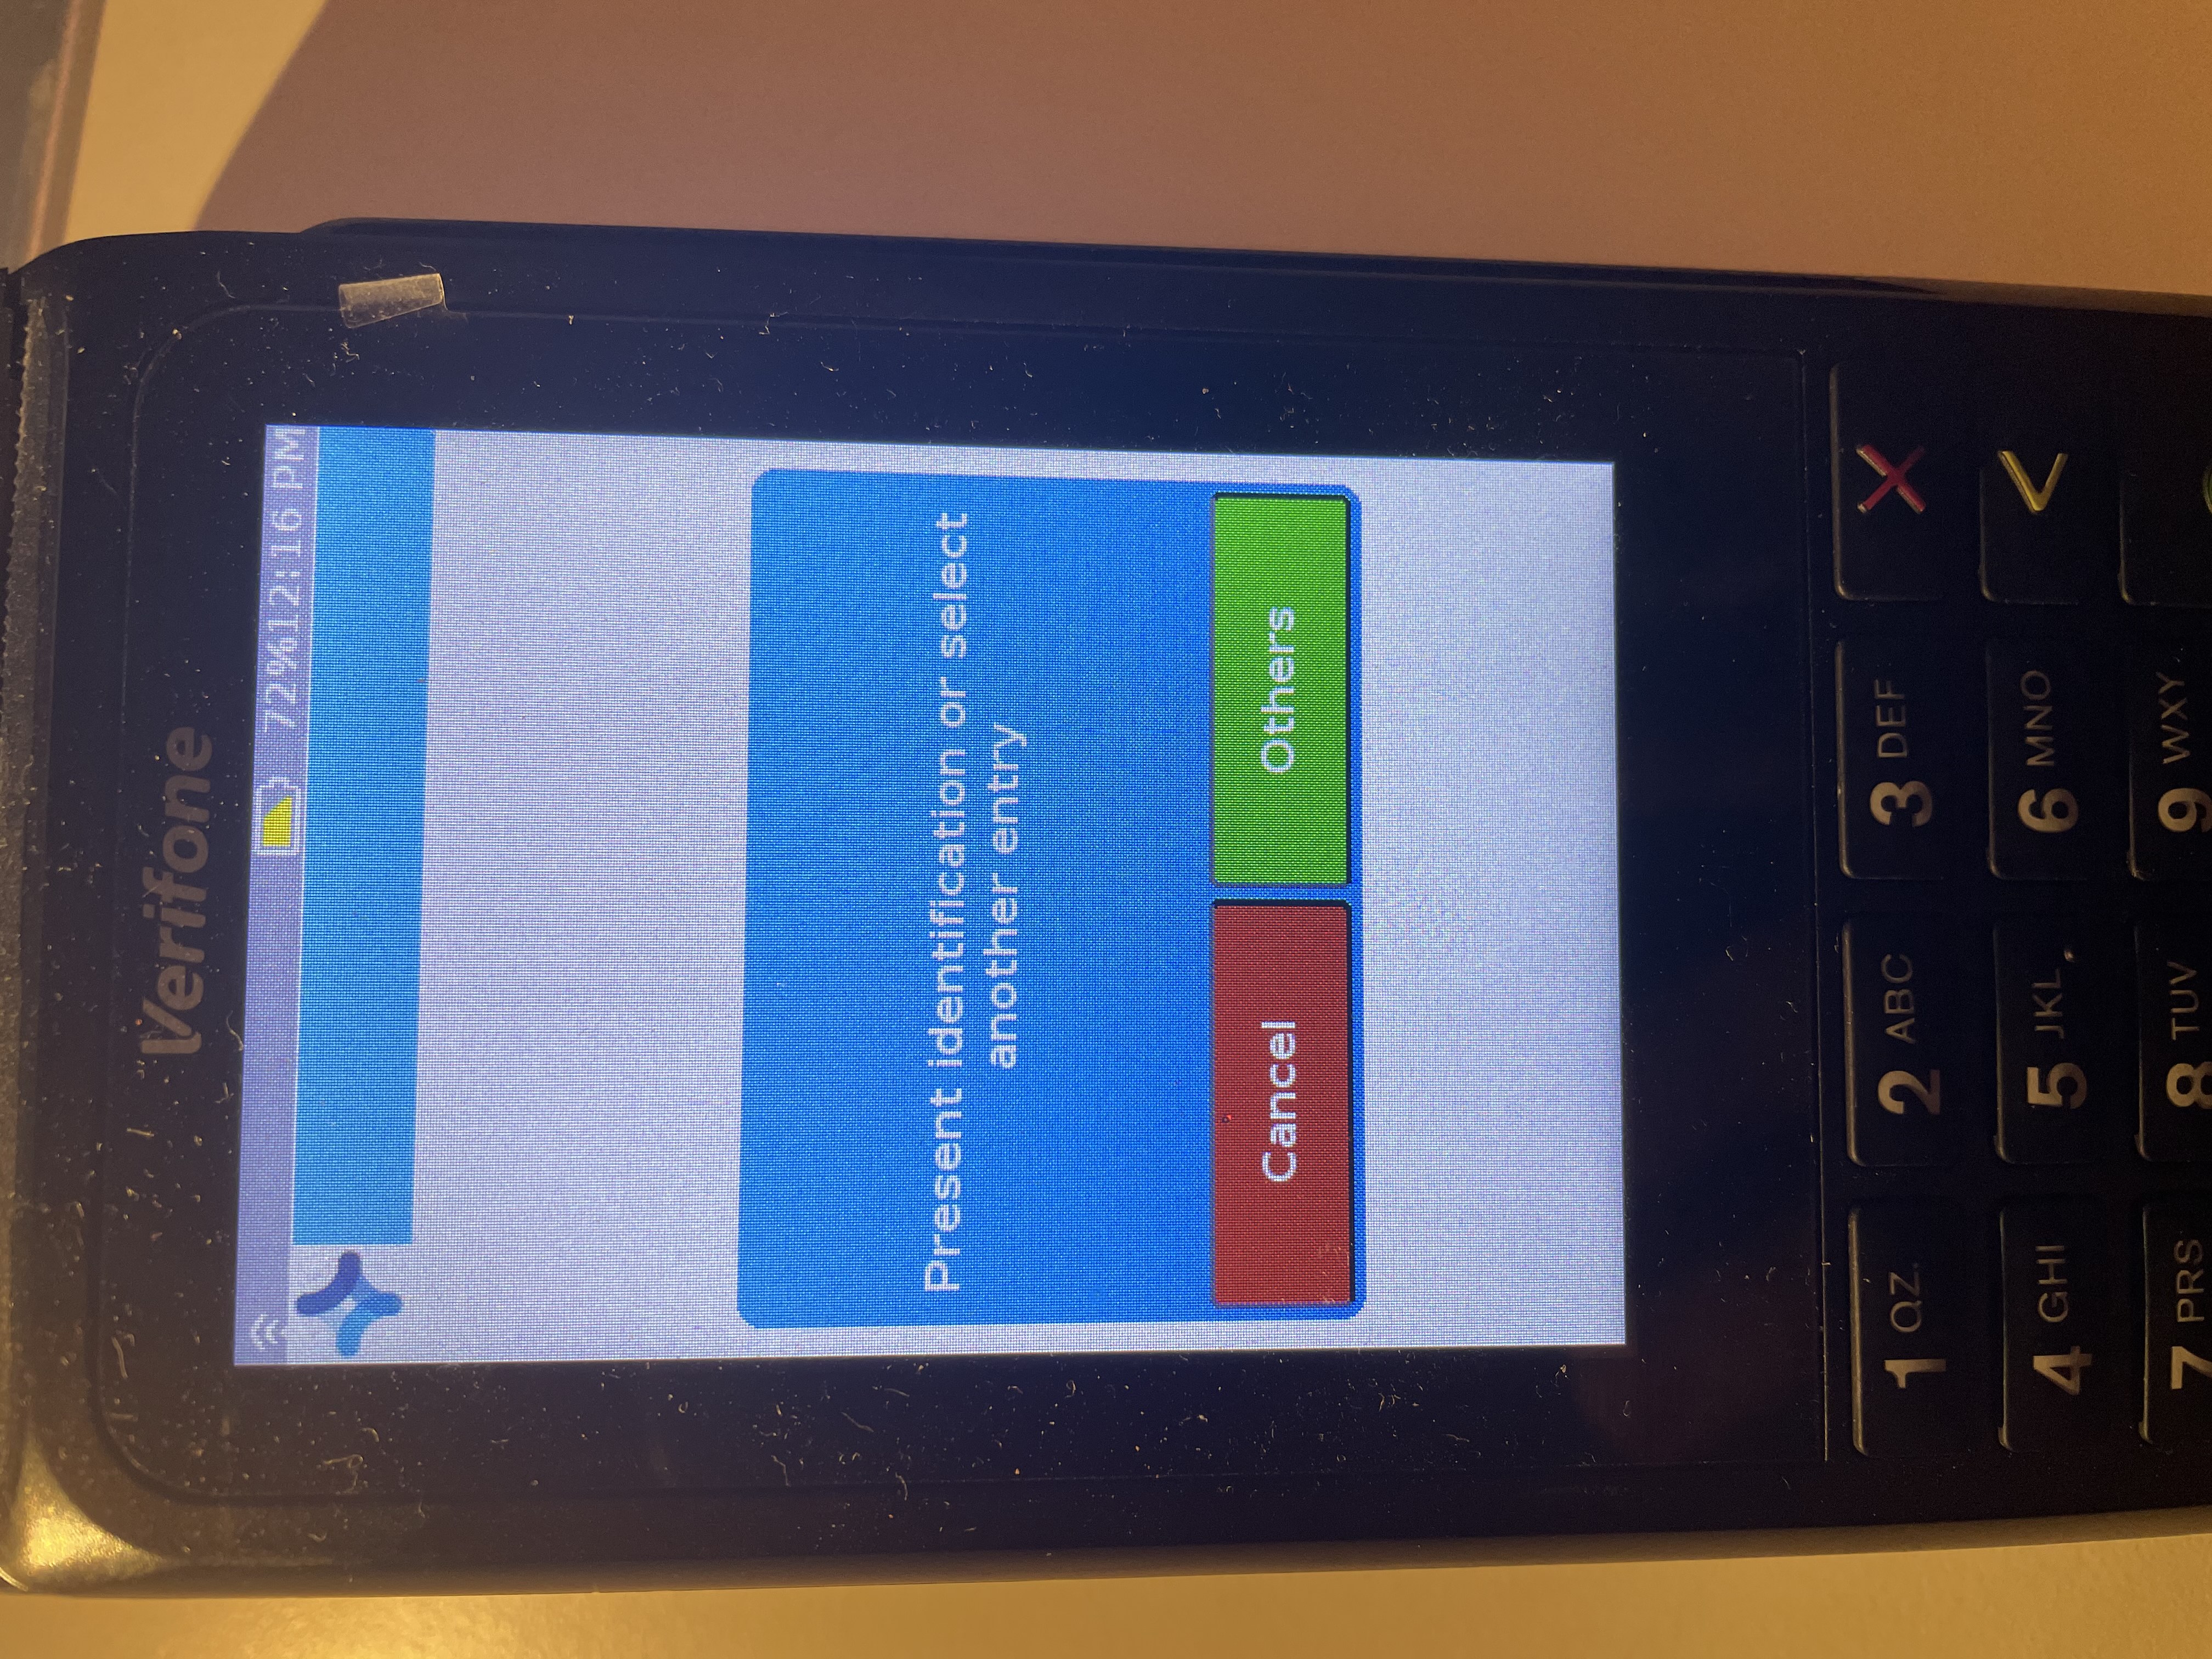 Verifone
72%12:16 PM
Present identification or select
another entry
Cancel Others
1 QZ. 2 ABC 3 DEF
4 GHI 5 JKL 6 MNO <
7 PRS 8 TUV 9 WXY